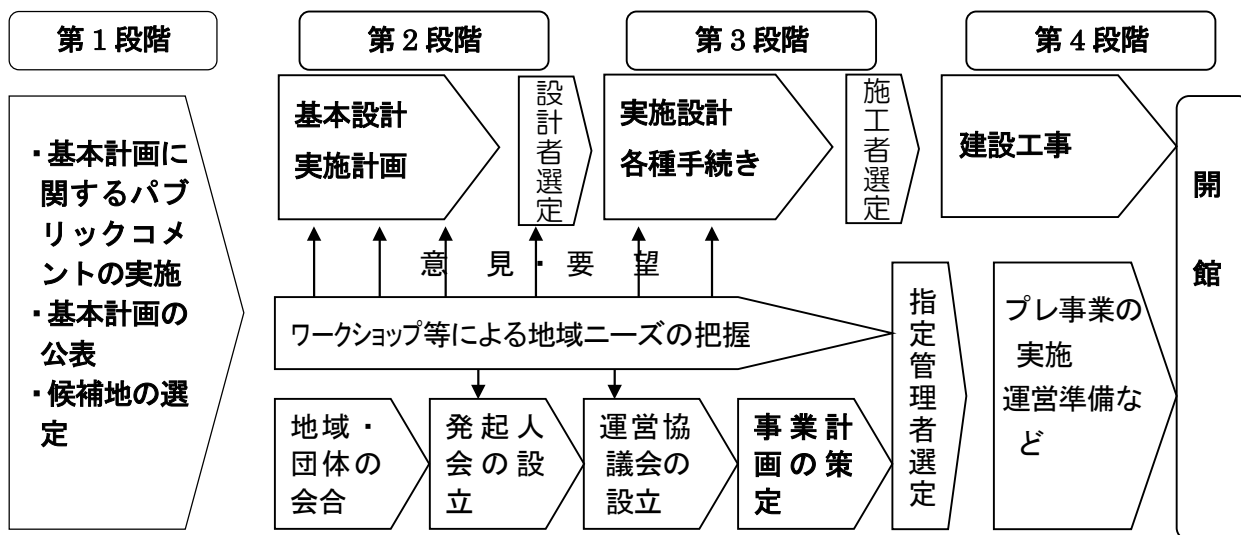 第1段階
第2段階
第3段階
第4段階
・基本計画に
関するパブ
リックコメ
ントの実施
・基本計画の
公表
・候補地の選
定
基本設計
実施計画
設計者選定
実施設計
各種手続き
施工者選定
建設工事
開館
意見・要望
ワークショップ等による地域ニーズの把握
地域・
団体の
会合
発起人
会の設
立
運営協
議会の
設立
事業計
画の策
定
指定管理者選定
プレ事業の
実施
運営準備な
ど